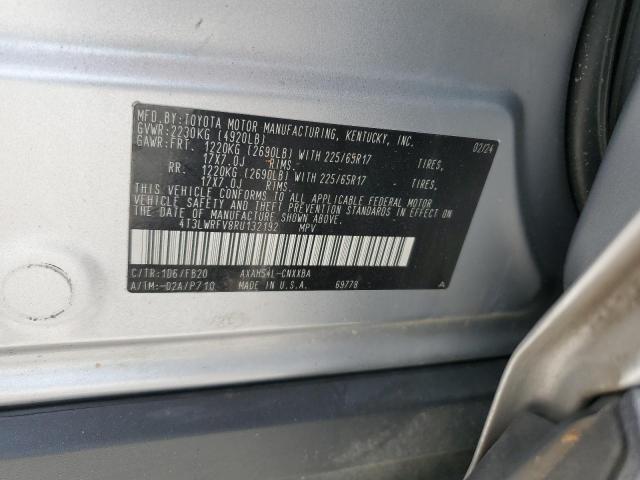 MFD.BY:TOYOTA MOTOR MANUFACTURING, KENTUCKY, INC.
GVWR:2230KG (4920LB) 02/24
GAWR:FRT. 1220KG (2690LB) WITH 225/65R17 TIRES,
17X7.0J RIMS.
RR. 1220KG (2690LB) WITH 225/65R17 TIRES,
17X7.0J RIMS.
THIS VEHICLE CONFORMS TO ALL APPLICABLE FEDERAL MOTOR
VEHICLE SAFETY AND THEFT PREVENTION STANDARDS IN EFFECT ON
THE DATE OF MANUFACTURE SHOWN ABOVE.
4T3LWRFV8RU132192 MPV
C/TR:1D6/FB20 AXAH54L-CNXXBA
A/TM:-02A/P710 MADE IN U.S.A. 69778 A